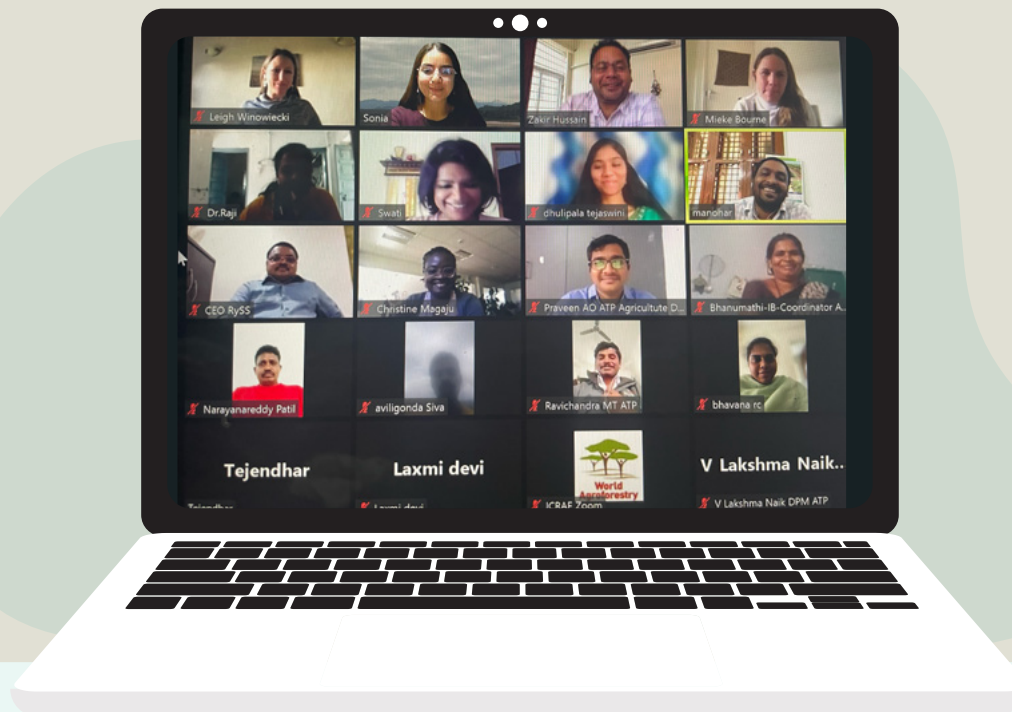 Leigh Winowiecki
Sonia
Zakir Hussain
Mieke Bourne
Dr.Raji
Swati
dhulipala tejaswini
manohar
CEO RySS
Christine Magaju
Praveen AO ATP Agricultute D...
Bhanumathi-IB-Coordinator A..
Narayanareddy Patil
aviligonda Siva
Ravichandra MT ATP
bhavana rc
Tejendhar
Laxmi devi
World
Agroforestry
V Lakshma Naik..
Tejendhar
Laxmi devi
ICRAF Zoom
V Lakshma Naik DPM ATP